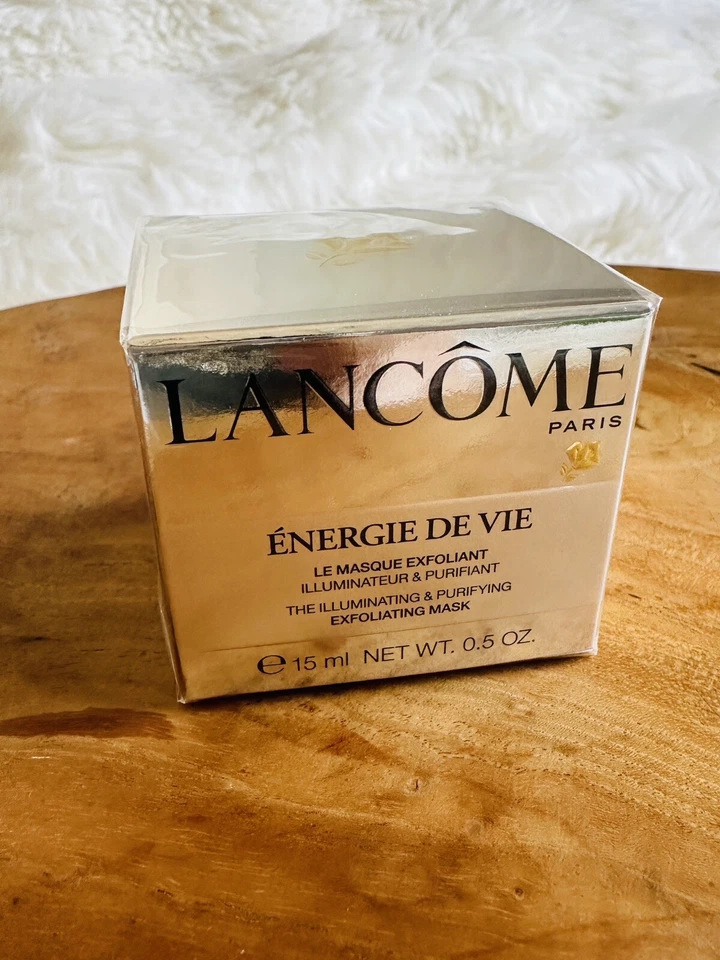 LANCÔME
PARIS
ÉNERGIE DE VIE
LE MASQUE EXFOLIANT
ILLUMINATEUR & PURIFIANT
THE ILLUMINATING & PURIFYING
EXFOLIATING MASK
℮ 15 ml NET WT. 0.5 OZ.